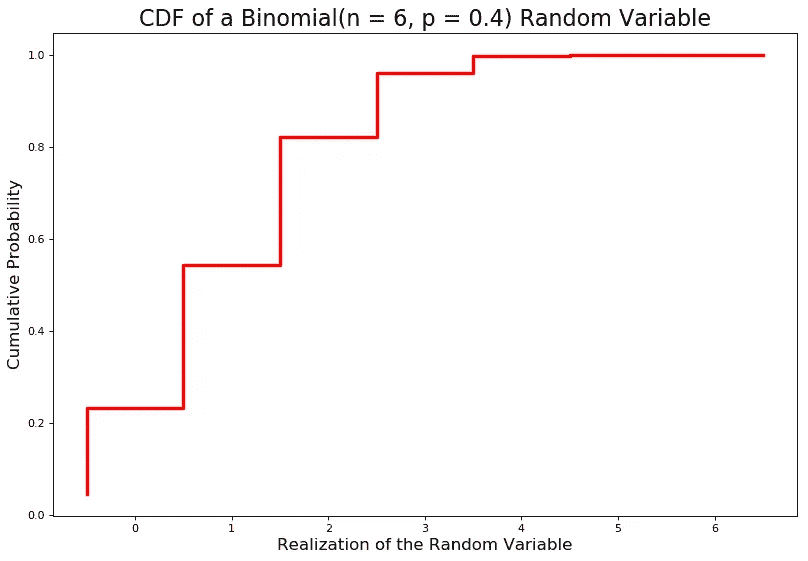 CDF of a Binomial(n = 6, p = 0.4) Random Variable
1.0
0.8
0.6
0.4
0.2
0.0
Cumulative Probability
0 1 2 3 4 5 6
Realization of the Random Variable